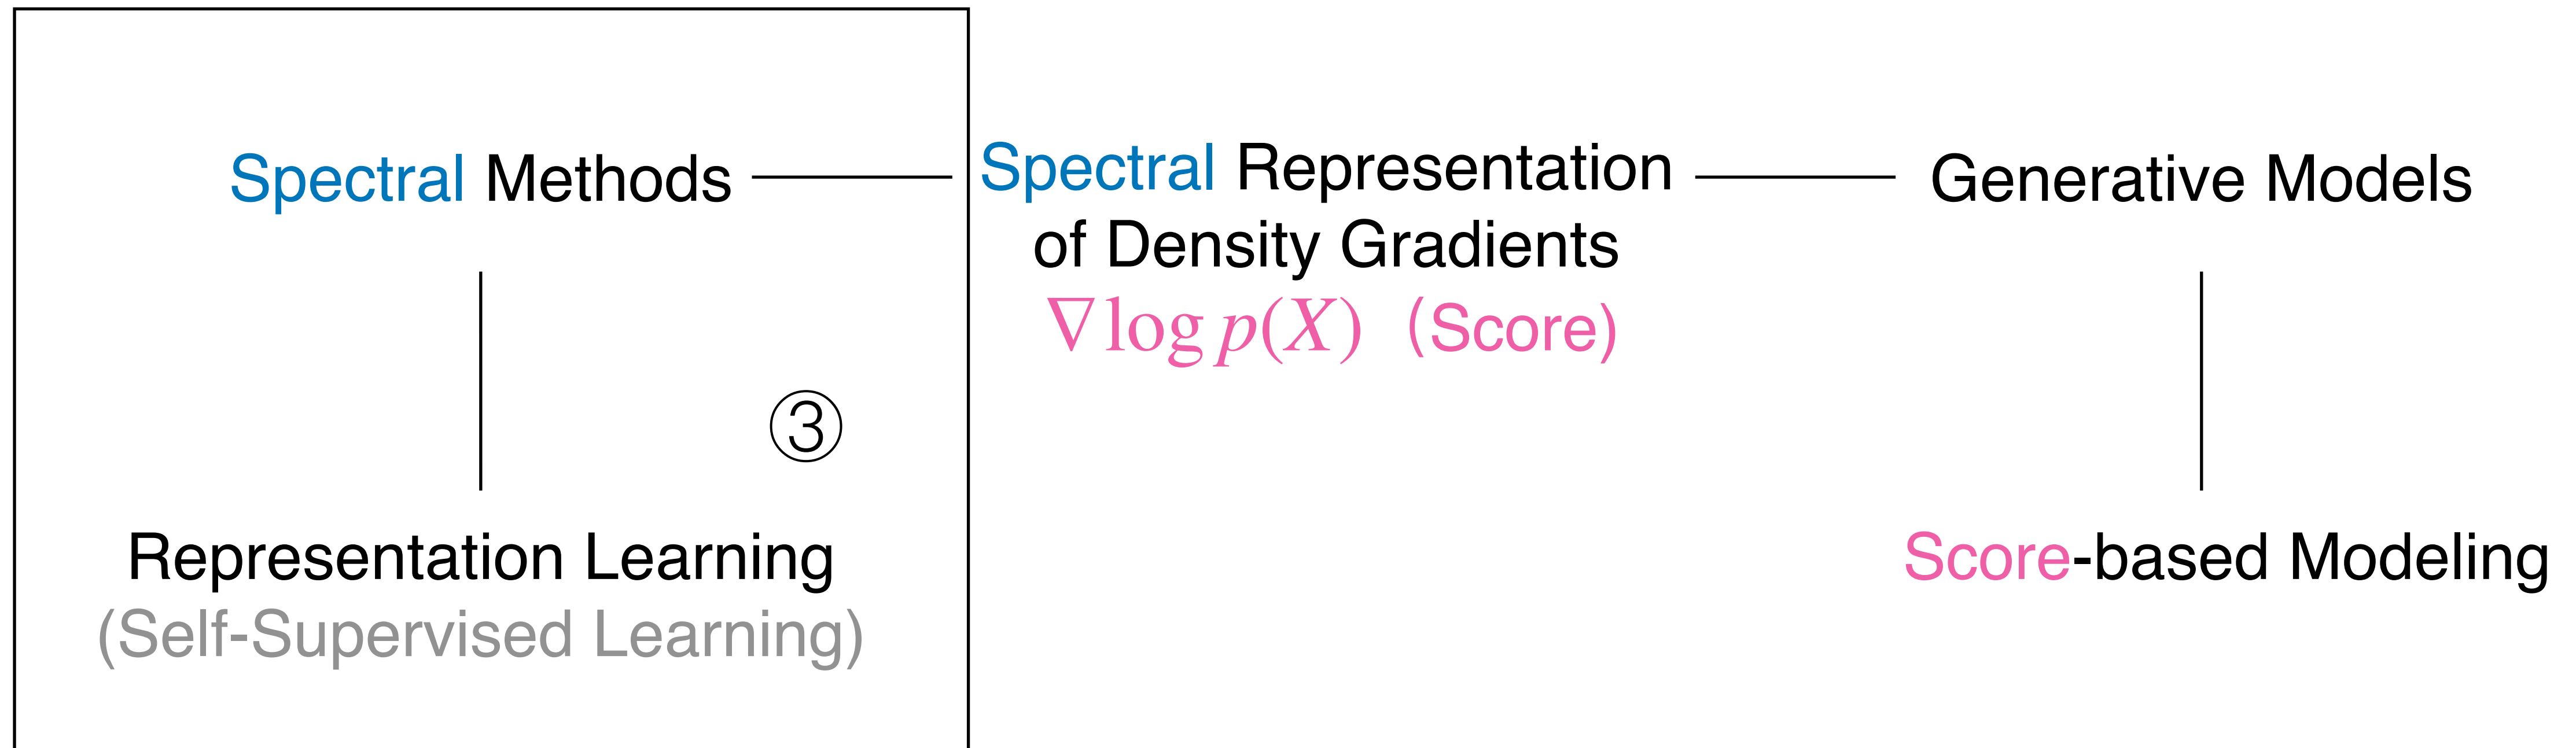 Spectral Methods
Spectral Representation
of Density Gradients
∇ log p(X) (Score)
Generative Models
③
Representation Learning
(Self-Supervised Learning)
Score-based Modeling